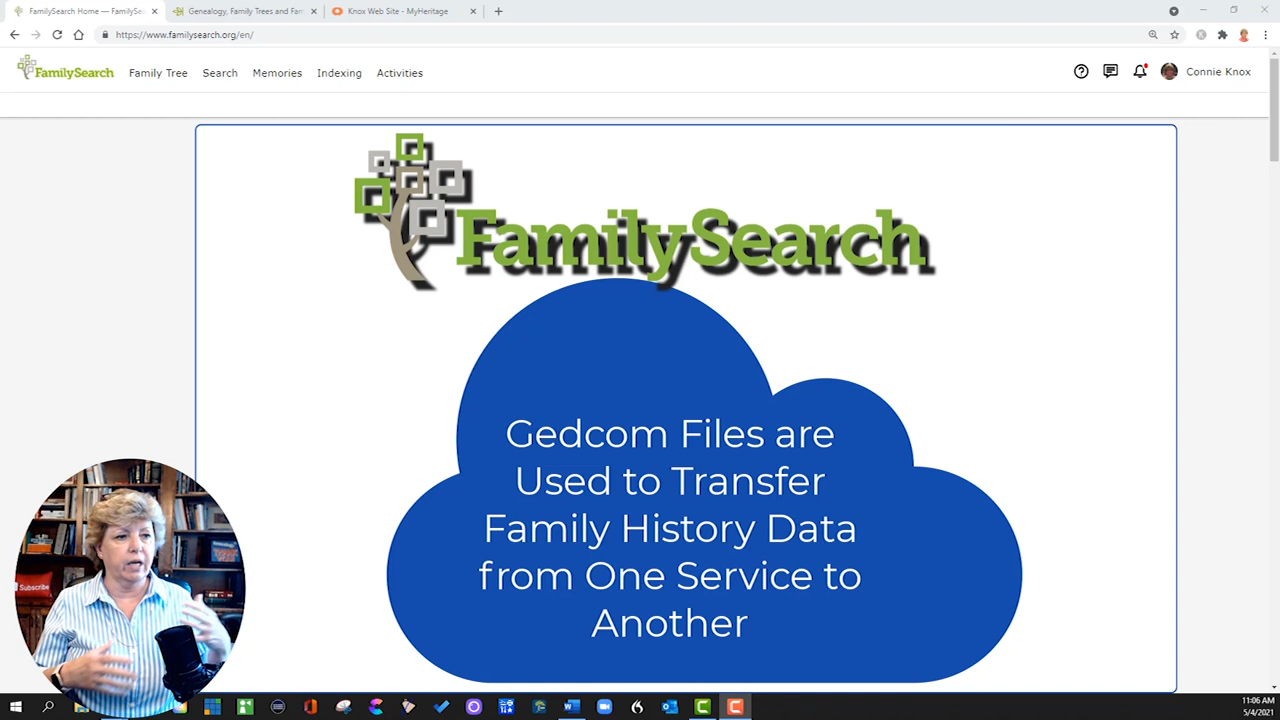 FamilySearch Home — FamilySea
Genealogy, Family Trees and Fam
Knox Web Site - MyHeritage
https://www.familysearch.org/en/
FamilySearch
Family Tree
Search
Memories
Indexing
Activities
Connie Knox
FamilySearch
Gedcom Files are
Used to Transfer
Family History Data
from One Service to
Another
Subscribe
11:06 AM
5/4/2021